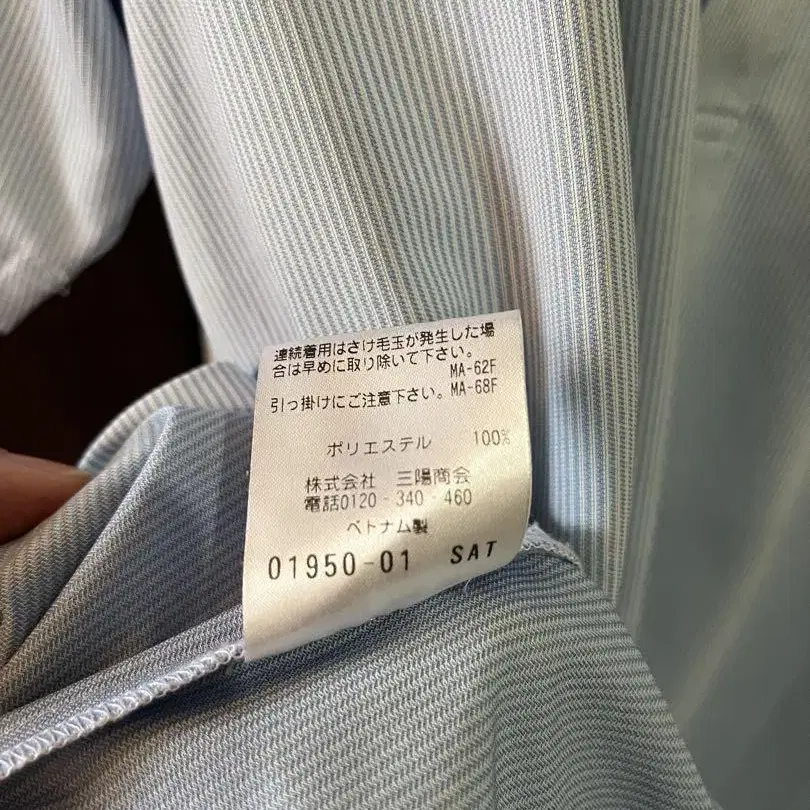 連続着用はさけ毛玉が発生した場
合は早めに取り除いて下さい。
MA-62F
引っ掛けにご注意下さい。MA-68F
ポリエステル 100%
株式会社 三陽商会
電話0120-340-460
ベトナム製
01950-01 SAT